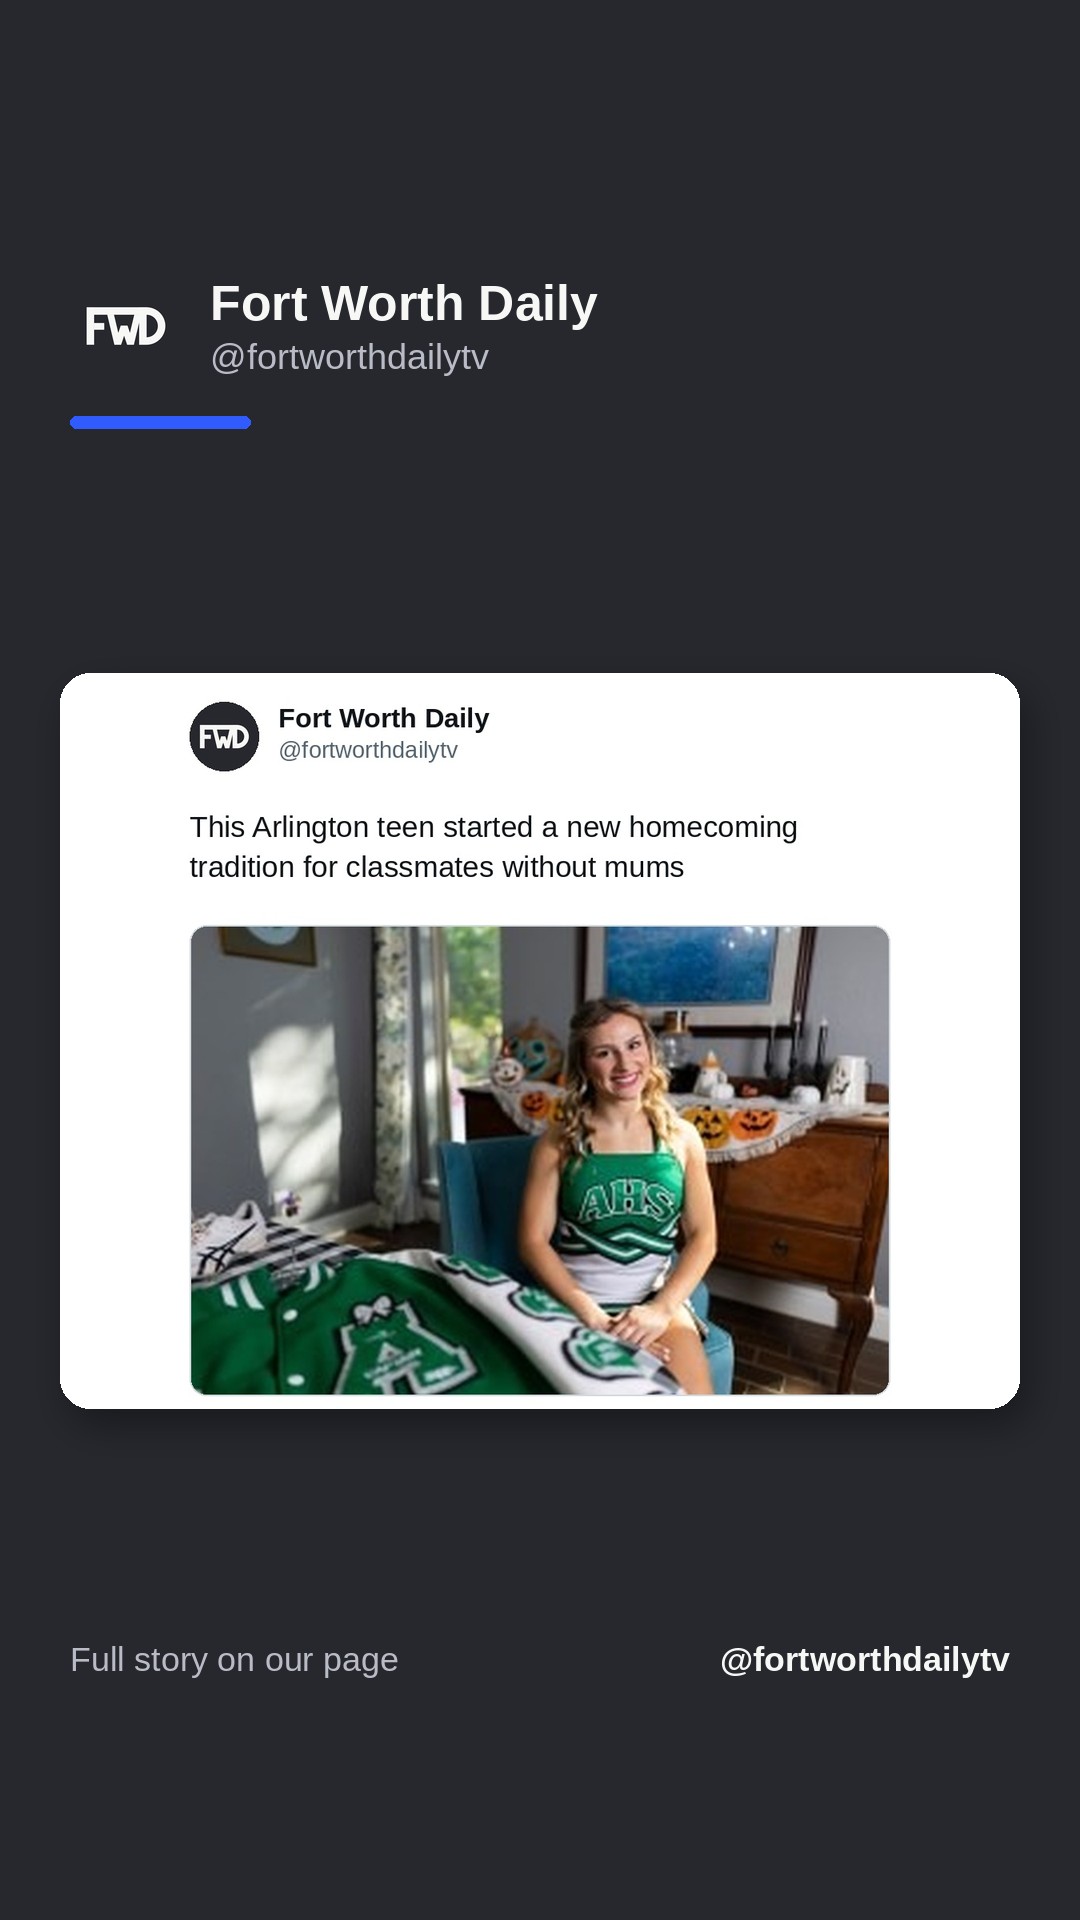 FWD
Fort Worth Daily
@fortworthdailytv
FWD
Fort Worth Daily
@fortworthdailytv
This Arlington teen started a new homecoming
tradition for classmates without mums
AHS
A
Full story on our page
@fortworthdailytv